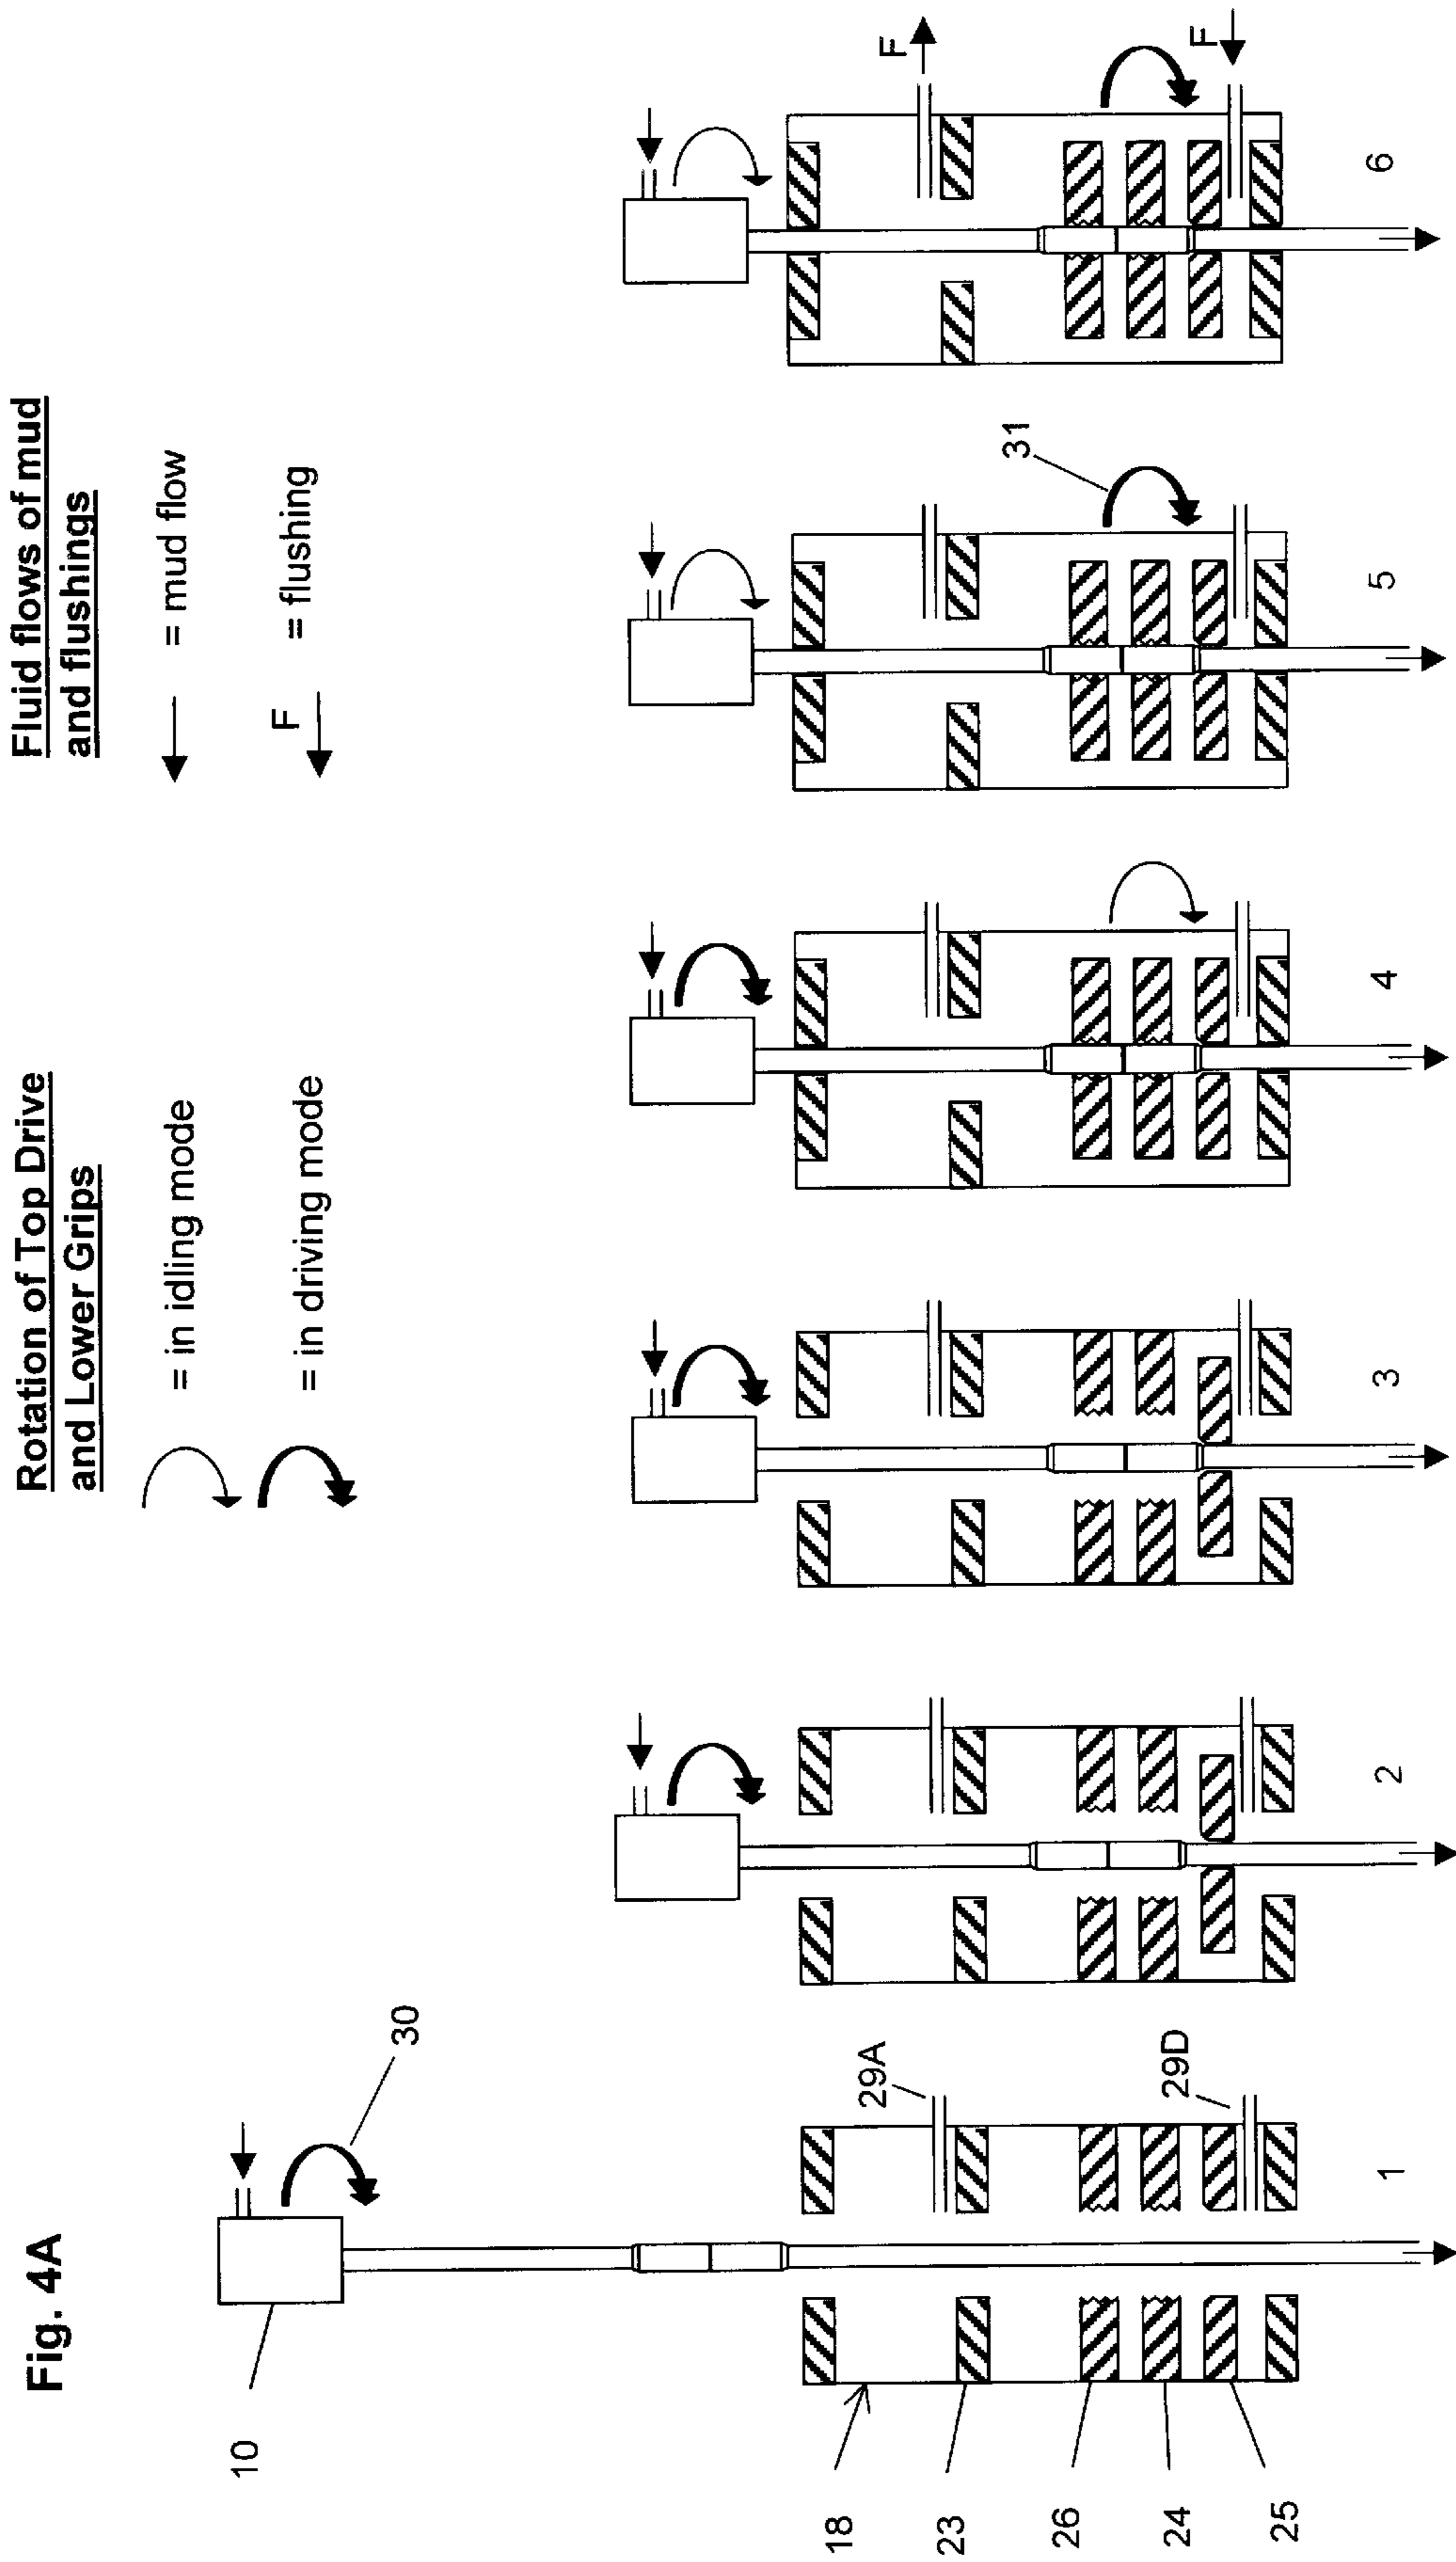 Fig. 4A
Rotation of Top Drive
and Lower Grips
= in idling mode
= in driving mode
Fluid flows of mud
and flushings
= mud flow
F
= flushing
10
30
18
23
26
24
25
29A
29D
31
F
F
1
2
3
4
5
6